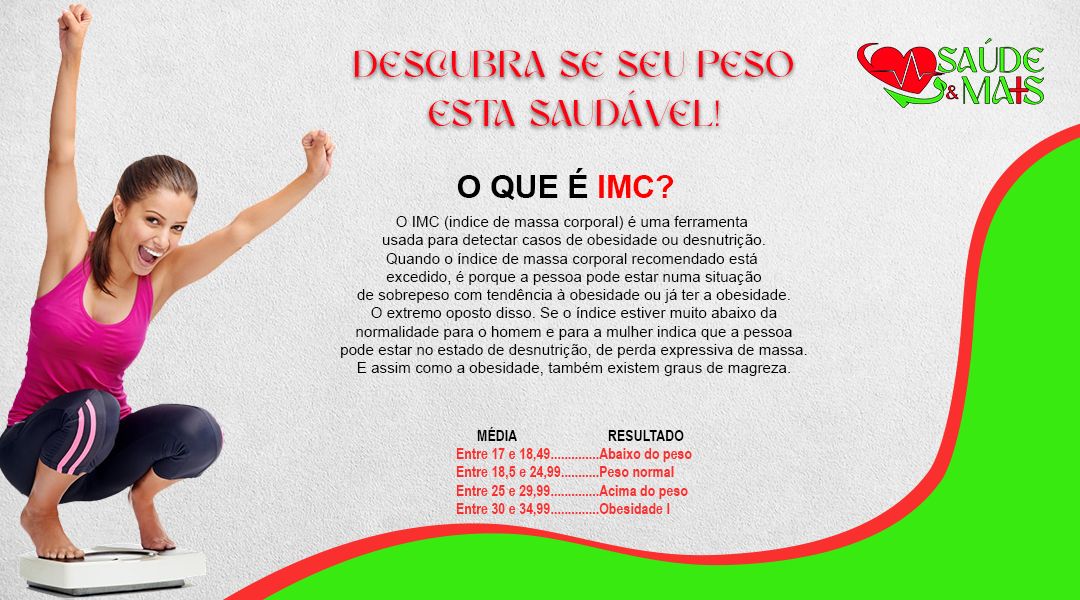 DESCUBRA SE SEU PESO
ESTA SAUDÁVEL!
SAÚDE
& MAIS
O QUE É IMC?
O IMC (indice de massa corporal) é uma ferramenta
usada para detectar casos de obesidade ou desnutrição.
Quando o índice de massa corporal recomendado está
excedido, é porque a pessoa pode estar numa situação
de sobrepeso com tendência à obesidade ou já ter a obesidade.
O extremo oposto disso. Se o índice estiver muito abaixo da
normalidade para o homem e para a mulher indica que a pessoa
pode estar no estado de desnutrição, de perda expressiva de massa.
E assim como a obesidade, também existem graus de magreza.
MÉDIA RESULTADO
Entre 17 e 18,49.............Abaixo do peso
Entre 18,5 e 24,99...........Peso normal
Entre 25 e 29,99.............Acima do peso
Entre 30 e 34,99.............Obesidade I